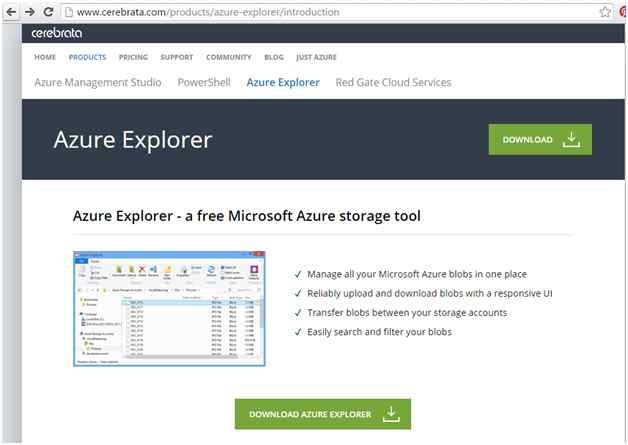 www.cerebrata.com/products/azure-explorer/introduction
cerebrata
HOME PRODUCTS PRICING SUPPORT COMMUNITY BLOG JUST AZURE
Azure Management Studio PowerShell Azure Explorer Red Gate Cloud Services
Azure Explorer
DOWNLOAD
Azure Explorer - a free Microsoft Azure storage tool
✓ Manage all your Microsoft Azure blobs in one place
✓ Reliably upload and download blobs with a responsive UI
✓ Transfer blobs between your storage accounts
✓ Easily search and filter your blobs
DOWNLOAD AZURE EXPLORER